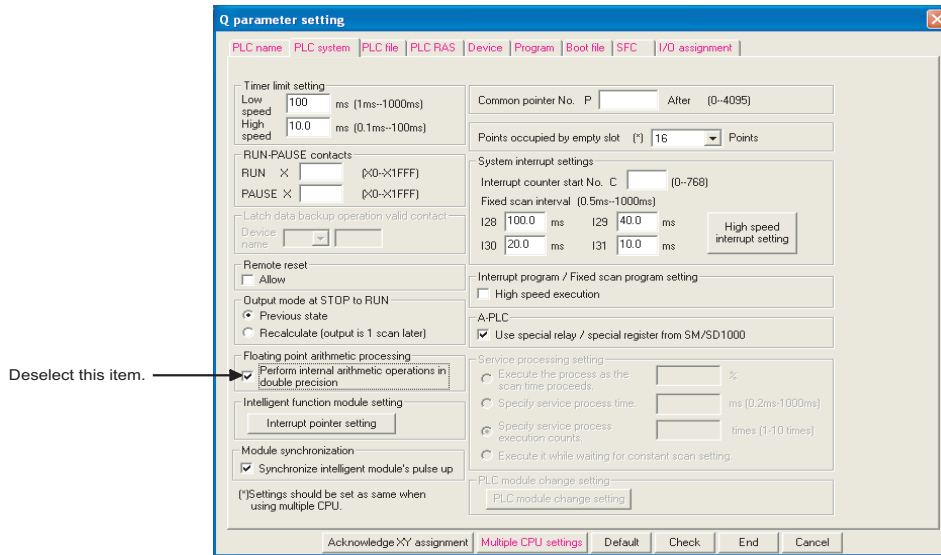 Q parameter setting
PLC name PLC system PLC file PLC RAS Device Program Boot file SFC I/O assignment
Timer limit setting
Low speed 100 ms (1ms--1000ms)
High speed 10.0 ms (0.1ms--100ms)
RUN-PAUSE contacts
RUN X (X0--X1FFF)
PAUSE X (X0--X1FFF)
Latch data backup operation valid contact
Device name
Remote reset
Allow
Output mode at STOP to RUN
Previous state
Recalculate (output is 1 scan later)
Floating point arithmetic processing
Perform internal arithmetic operations in
double precision
Deselect this item.
Intelligent function module setting
Interrupt pointer setting
Module synchronization
Synchronize intelligent module's pulse up
(*)Settings should be set as same when
using multiple CPU.
Common pointer No. P After (0--4095)
Points occupied by empty slot (*) 16 Points
System interrupt settings
Interrupt counter start No. C (0--768)
Fixed scan interval (0.5ms--1000ms)
I28 100.0 ms I29 40.0 ms
I30 20.0 ms I31 10.0 ms
High speed
interrupt setting
Interrupt program / Fixed scan program setting
High speed execution
A-PLC
Use special relay / special register from SM/SD1000
Service processing setting
Execute the process as the
scan time proceeds. %
Specify service process time. ms (0.2ms-1000ms)
Specify service process
execution counts. times (1-10 times)
Execute it while waiting for constant scan setting.
PLC module change setting
PLC module change setting
Acknowledge XY assignment Multiple CPU settings Default Check End Cancel